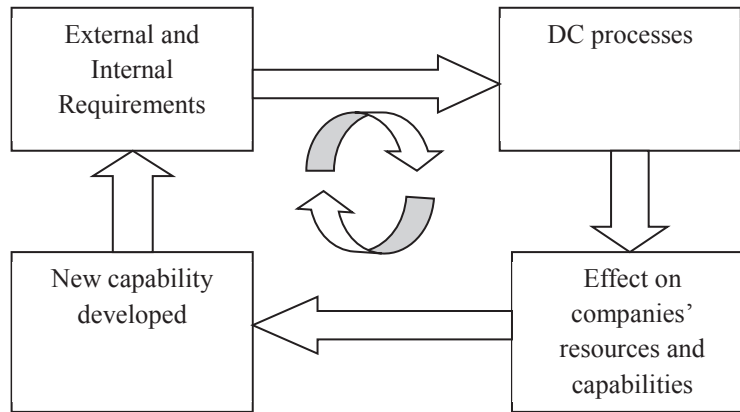 External and
Internal
Requirements
DC processes
New capability
developed
Effect on
companies’
resources and
capabilities